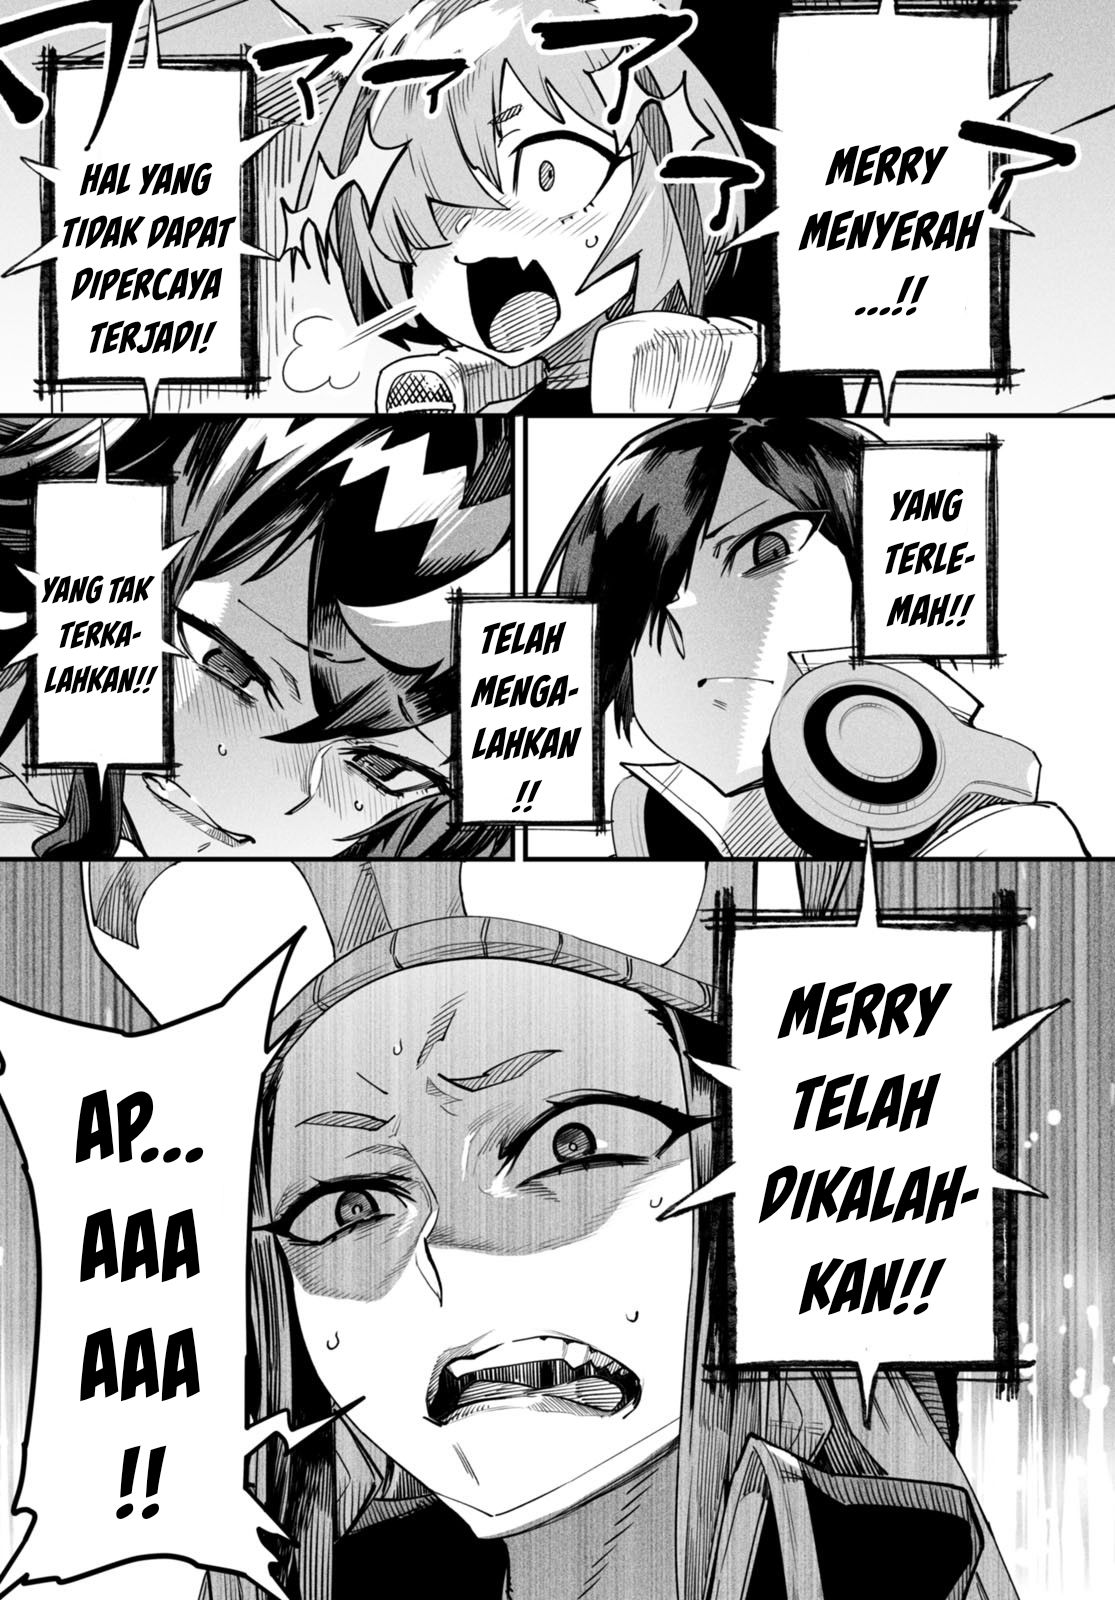 MERRY
MENYERAH
...!!
HAL YANG
TIDAK DAPAT
DIPERCAYA
TERJADI!
YANG
TERLE-
MAH!!
TELAH
MENGA-
LAHKAN
!!
YANG TAK
TERKA-
LAHKAN!!
MERRY
TELAH
DIKALAH-
KAN!!
AP...
AAA
AAA
!!